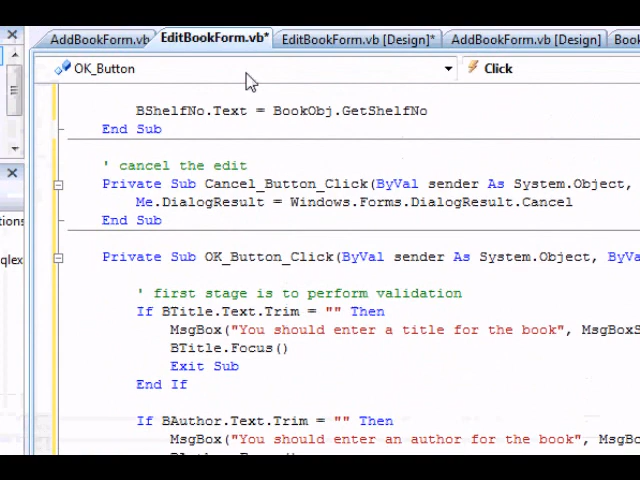 AddBookForm.vb EditBookForm.vb* EditBookForm.vb [Design]* AddBookForm.vb [Design] Book
OK_Button Click
BShelfNo.Text = BookObj.GetShelfNo
End Sub
' cancel the edit
Private Sub Cancel_Button_Click(ByVal sender As System.Object,
Me.DialogResult = Windows.Forms.DialogResult.Cancel
End Sub
Private Sub OK_Button_Click(ByVal sender As System.Object, ByVa
' first stage is to perform validation
If BTitle.Text.Trim = "" Then
MsgBox("You should enter a title for the book", MsgBoxS
BTitle.Focus()
Exit Sub
End If
If BAuthor.Text.Trim = "" Then
MsgBox("You should enter an author for the book", MsgBo